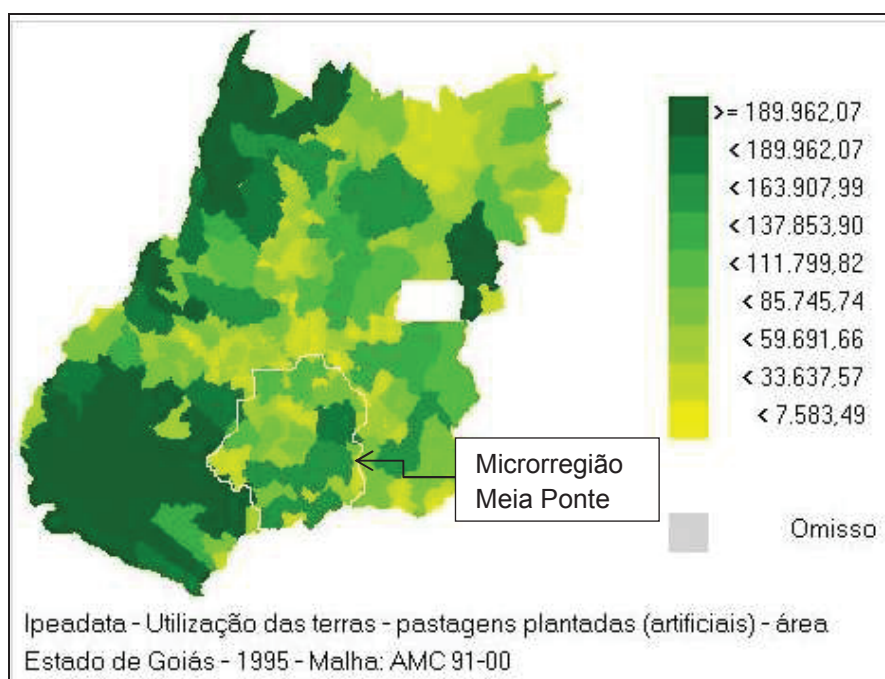 >= 189.962,07
< 189.962,07
< 163.907,99
< 137.853,90
< 111.799,82
< 85.745,74
< 59.691,66
< 33.637,57
< 7.583,49
Microrregião
Meia Ponte
Omisso
Ipeadata - Utilização das terras - pastagens plantadas (artificiais) - área
Estado de Goiás - 1995 - Malha: AMC 91-00